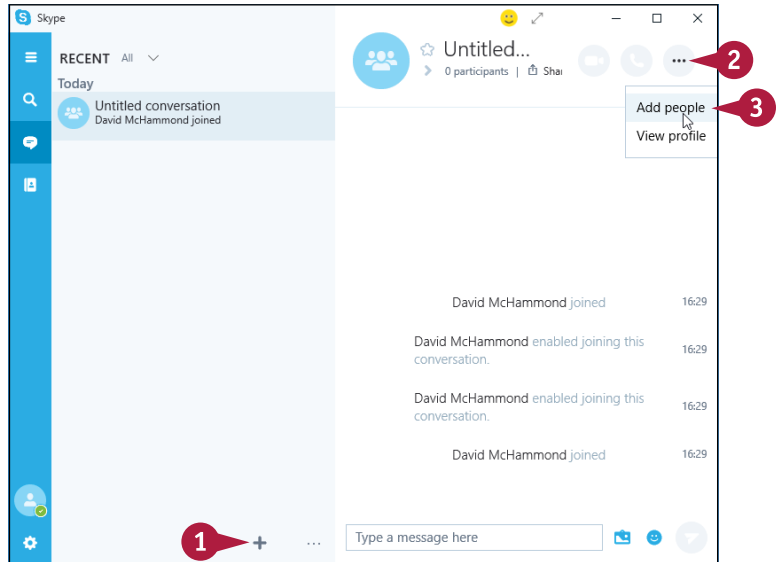 Skype
RECENT All
Today
Untitled conversation
David McHammond joined
Untitled...
0 participants | Shar
2
Add people
3
View profile
David McHammond joined 16:29
David McHammond enabled joining this
conversation. 16:29
David McHammond enabled joining this
conversation. 16:29
David McHammond joined 16:29
1
...
Type a message here